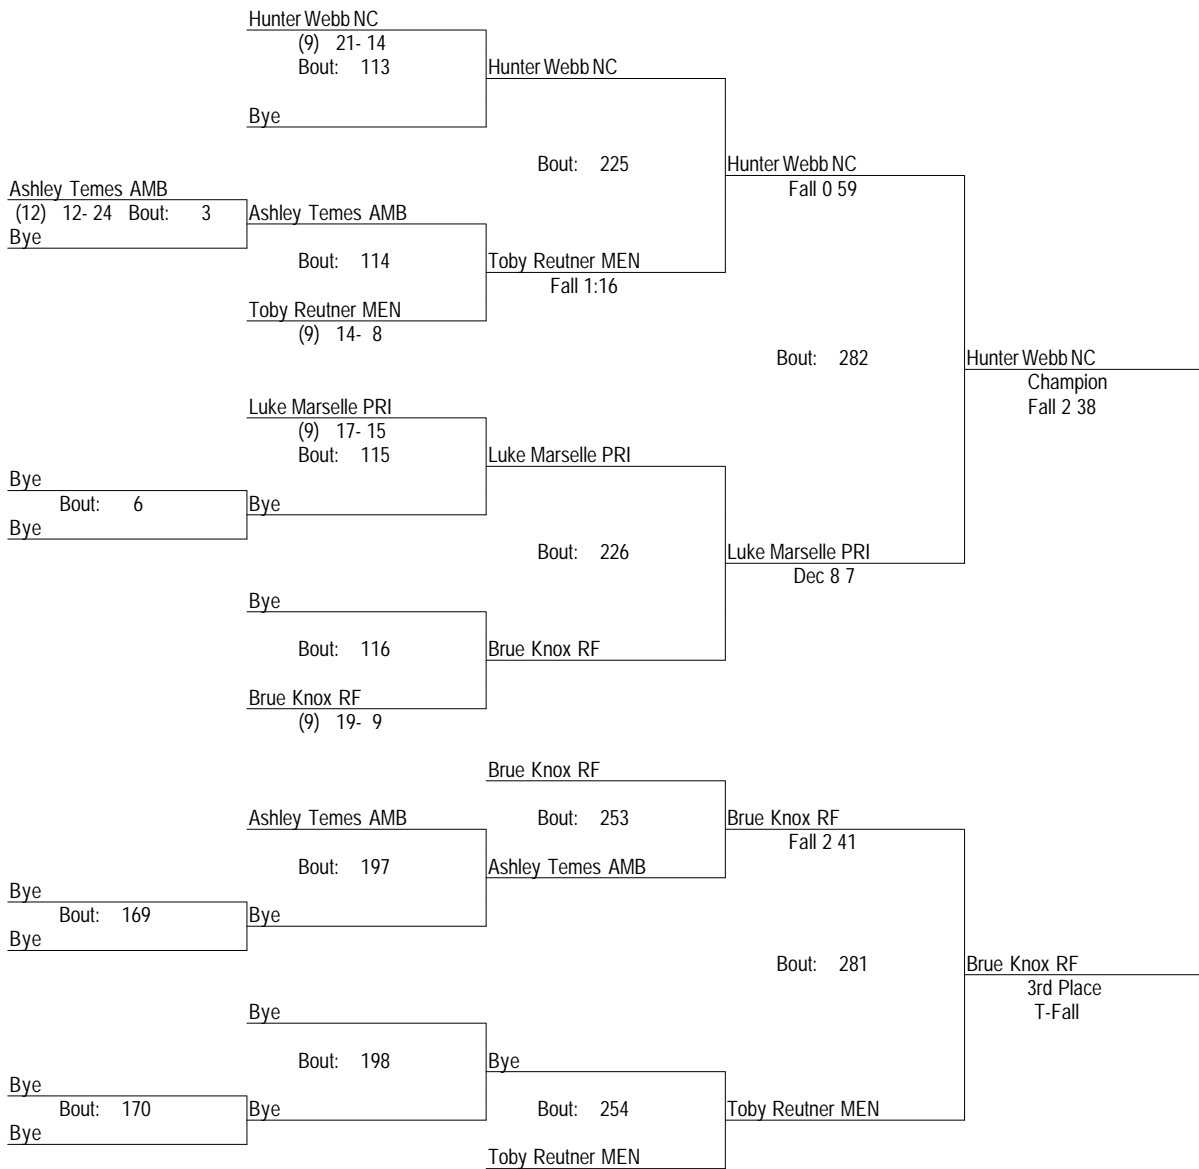 Hunter Webb NC
(9) 21- 14
Bout: 113
Hunter Webb NC
Bye
Bout: 225
Hunter Webb NC
Fall 0 59
Ashley Temes AMB
(12) 12- 24 Bout: 3
Bye
Ashley Temes AMB
Bout: 114
Toby Reutner MEN
Fall 1:16
Toby Reutner MEN
(9) 14- 8
Bout: 282
Hunter Webb NC
Champion
Fall 2 38
Luke Marselle PRI
(9) 17- 15
Bout: 115
Luke Marselle PRI
Bye
Bout: 6
Bye
Bye
Bout: 226
Luke Marselle PRI
Dec 8 7
Bye
Bout: 116
Brue Knox RF
Brue Knox RF
(9) 19- 9
Brue Knox RF
Ashley Temes AMB
Bout: 253
Brue Knox RF
Fall 2 41
Bout: 197
Ashley Temes AMB
Bye
Bout: 169
Bye
Bye
Bout: 281
Brue Knox RF
3rd Place
T-Fall
Bye
Bout: 198
Bye
Bye
Bout: 170
Bye
Bye
Bout: 254
Toby Reutner MEN
Toby Reutner MEN